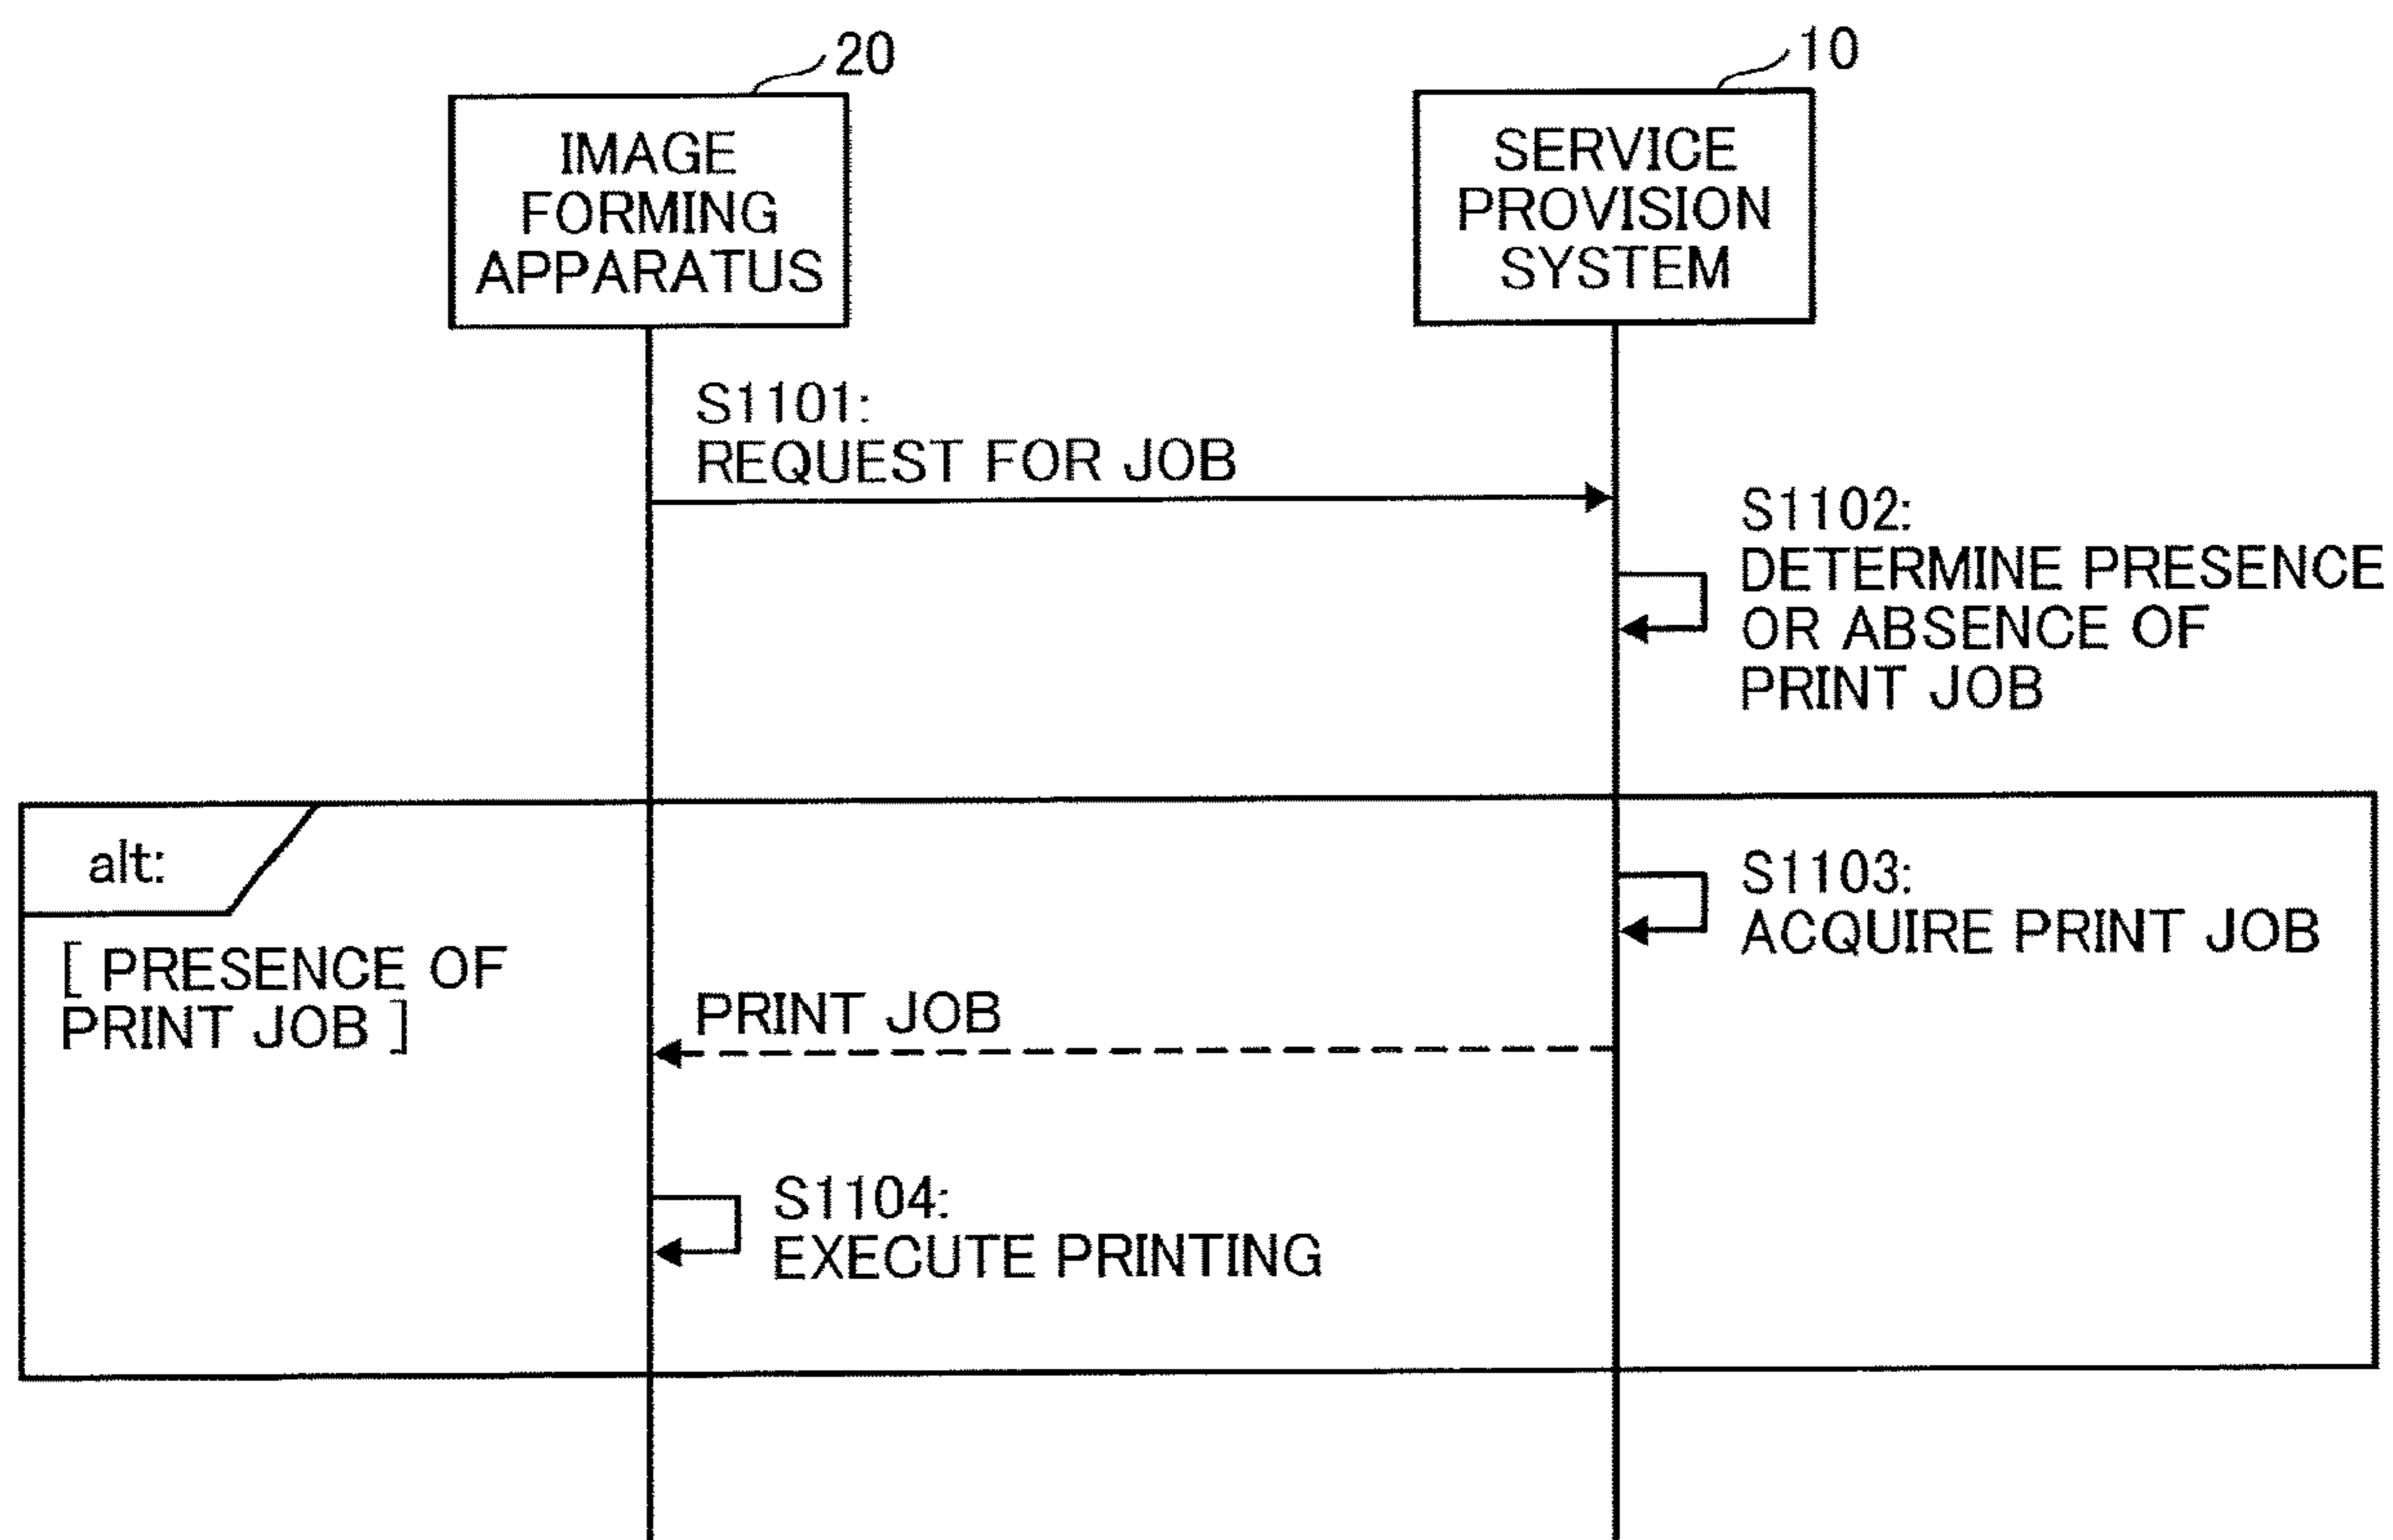 20
10
IMAGE
FORMING
APPARATUS
SERVICE
PROVISION
SYSTEM
S1101:
REQUEST FOR JOB
S1102:
DETERMINE PRESENCE
OR ABSENCE OF
PRINT JOB
alt:
[ PRESENCE OF
PRINT JOB ]
S1103:
ACQUIRE PRINT JOB
PRINT JOB
S1104:
EXECUTE PRINTING